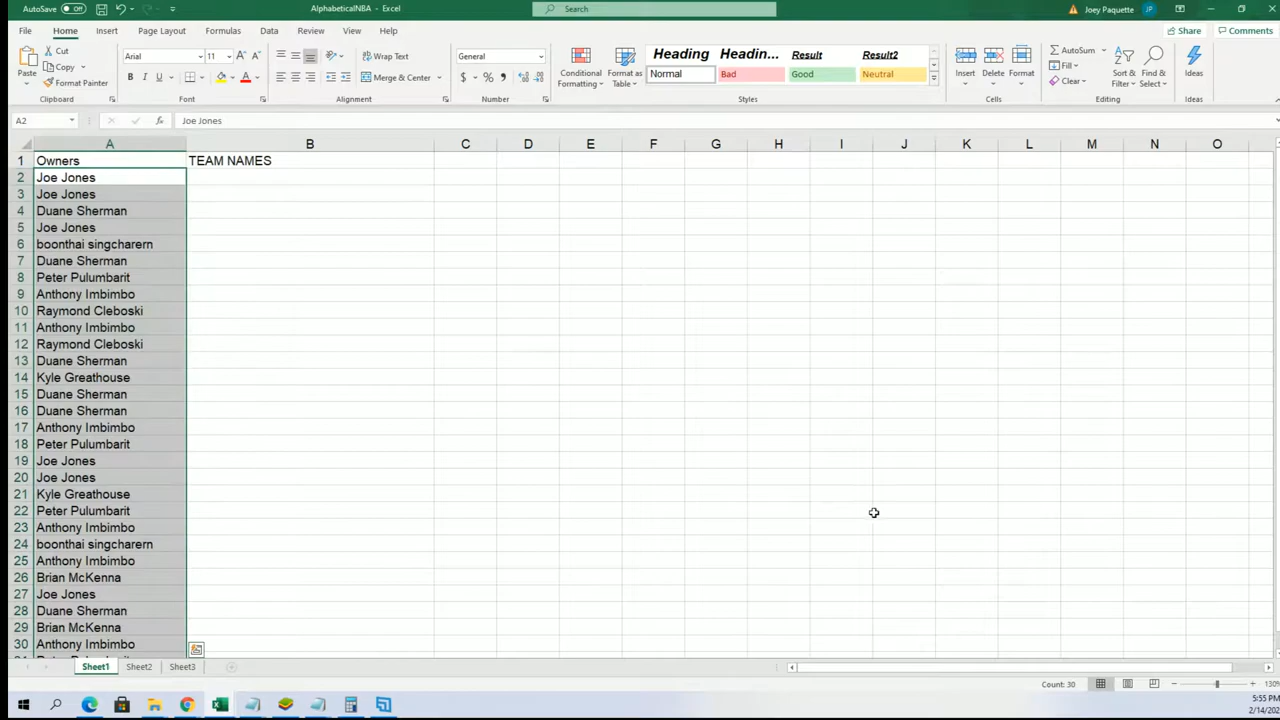 AutoSave Off AlphabeticalNBA - Excel Search Joey Paquette JP
File Home Insert Page Layout Formulas Data Review View Help Share Comments
Paste Cut Copy Format Painter Clipboard
Arial 11 B I U A Font
Wrap Text Merge & Center Alignment
General $ % Number
Conditional Formatting Format as Table
Heading Headin... Result Result2
Normal Bad Good Neutral
Styles
Insert Delete Format Cells
AutoSum Fill Clear Sort & Filter Find & Select Editing
Ideas Ideas
A2 fx Joe Jones
A B C D E F G H I J K L M N O
1 Owners TEAM NAMES
2 Joe Jones
3 Joe Jones
4 Duane Sherman
5 Joe Jones
6 boonthai singcharern
7 Duane Sherman
8 Peter Pulumbarit
9 Anthony Imbimbo
10 Raymond Cleboski
11 Anthony Imbimbo
12 Raymond Cleboski
13 Duane Sherman
14 Kyle Greathouse
15 Duane Sherman
16 Duane Sherman
17 Anthony Imbimbo
18 Peter Pulumbarit
19 Joe Jones
20 Joe Jones
21 Kyle Greathouse
22 Peter Pulumbarit
23 Anthony Imbimbo
24 boonthai singcharern
25 Anthony Imbimbo
26 Brian McKenna
27 Joe Jones
28 Duane Sherman
29 Brian McKenna
30 Anthony Imbimbo
Sheet1 Sheet2 Sheet3
Count: 30 130%
5:55 PM
2/14/202